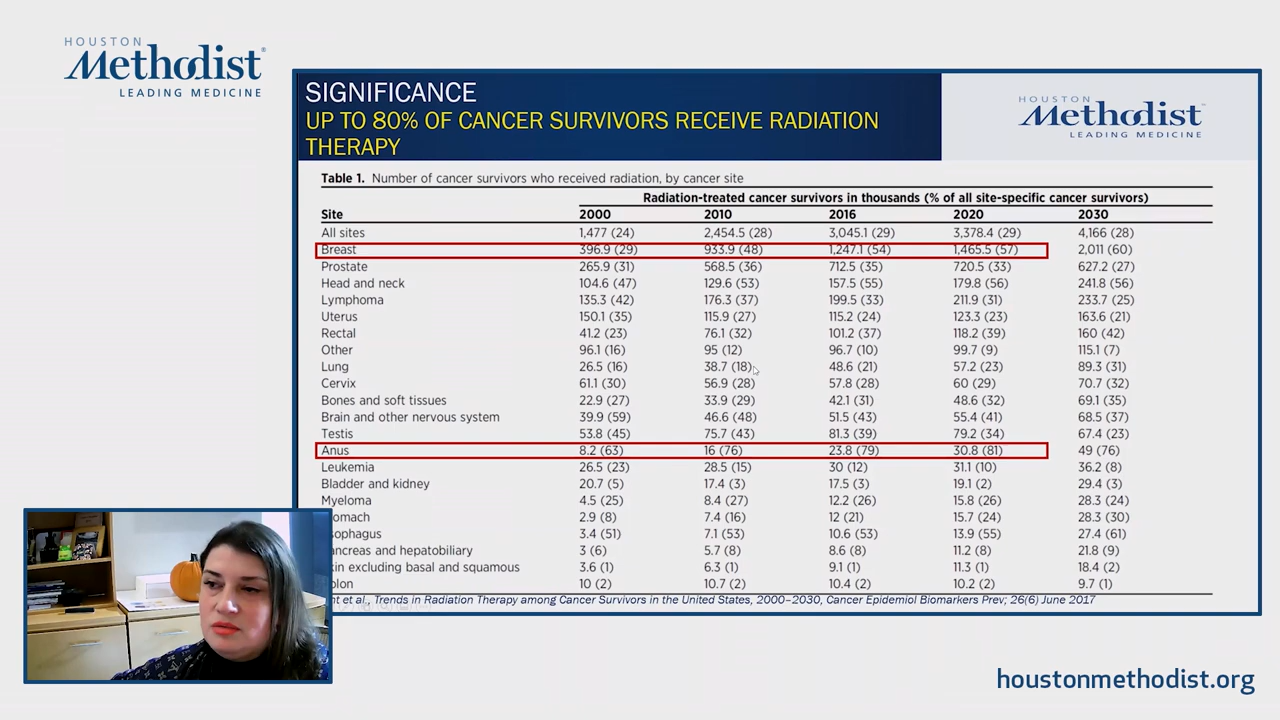 HOUSTON
Methodist®
LEADING MEDICINE
SIGNIFICANCE
UP TO 80% OF CANCER SURVIVORS RECEIVE RADIATION
THERAPY
HOUSTON
Methodist
LEADING MEDICINE
Table 1. Number of cancer survivors who received radiation, by cancer site
Radiation-treated cancer survivors in thousands (% of all site-specific cancer survivors)
Site 2000 2010 2016 2020 2030
All sites 1,477 (24) 2,454.5 (28) 3,045.1 (29) 3,378.4 (29) 4,166 (28)
Breast 396.9 (29) 933.9 (48) 1,247.1 (54) 1,465.5 (57) 2,011 (60)
Prostate 265.9 (31) 568.5 (36) 712.5 (35) 720.5 (33) 627.2 (27)
Head and neck 104.6 (47) 129.6 (53) 157.5 (55) 179.8 (56) 241.8 (56)
Lymphoma 135.3 (42) 176.3 (37) 199.5 (33) 211.9 (31) 233.7 (25)
Uterus 150.1 (35) 115.9 (27) 115.2 (24) 123.3 (23) 163.6 (21)
Rectal 41.2 (23) 76.1 (32) 101.2 (37) 118.2 (39) 160 (42)
Other 96.1 (16) 95 (12) 96.7 (10) 99.7 (9) 115.1 (7)
Lung 26.5 (16) 38.7 (18) 48.6 (21) 57.2 (23) 89.3 (31)
Cervix 61.1 (30) 56.9 (28) 57.8 (28) 60 (29) 70.7 (32)
Bones and soft tissues 22.9 (27) 33.9 (29) 42.1 (31) 48.6 (32) 69.1 (35)
Brain and other nervous system 39.9 (59) 46.6 (48) 51.5 (43) 55.4 (41) 68.5 (37)
Testis 53.8 (45) 75.7 (43) 81.3 (39) 79.2 (34) 67.4 (23)
Anus 8.2 (63) 16 (76) 23.8 (79) 30.8 (81) 49 (76)
Leukemia 26.5 (23) 28.5 (15) 30 (12) 31.1 (10) 36.2 (8)
Bladder and kidney 20.7 (5) 17.4 (3) 17.5 (3) 19.1 (2) 29.4 (3)
Myeloma 4.5 (25) 8.4 (27) 12.2 (26) 15.8 (26) 28.3 (24)
tomach 2.9 (8) 7.4 (16) 12 (21) 15.7 (24) 28.3 (30)
sophagus 3.4 (51) 7.1 (53) 10.6 (53) 13.9 (55) 27.4 (61)
ancreas and hepatobiliary 3 (6) 5.7 (8) 8.6 (8) 11.2 (8) 21.8 (9)
kin excluding basal and squamous 3.6 (1) 6.3 (1) 9.1 (1) 11.3 (1) 18.4 (2)
olon 10 (2) 10.7 (2) 10.4 (2) 10.2 (2) 9.7 (1)
nt et al., Trends in Radiation Therapy among Cancer Survivors in the United States, 2000–2030, Cancer Epidemiol Biomarkers Prev; 26(6) June 2017
houstonmethodist.org